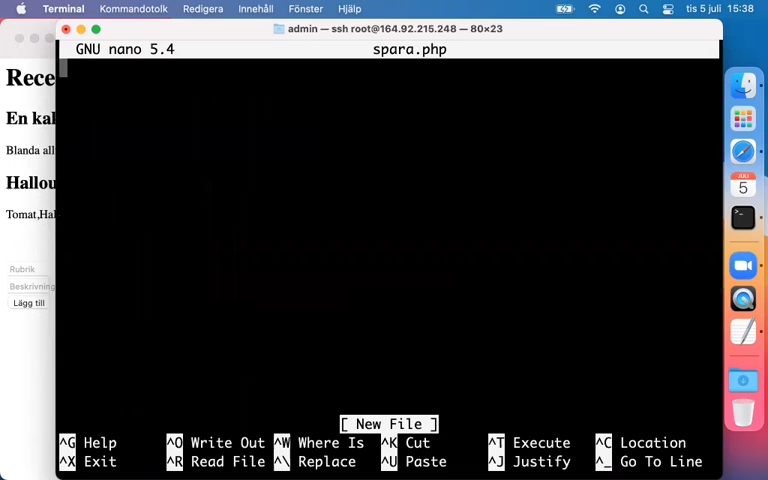 Terminal Kommandotolk Redigera Innehåll Fönster Hjälp tis 5 juli 15:38
admin — ssh root@164.92.215.248 — 80×23
GNU nano 5.4 spara.php
Rece
En kak
Blanda all
Hallou
Tomat,Hal
Rubrik
Beskrivning
Lägg till
JULI
5
[ New File ]
^G Help ^O Write Out ^W Where Is ^K Cut ^T Execute ^C Location
^X Exit ^R Read File ^\ Replace ^U Paste ^J Justify ^_ Go To Line